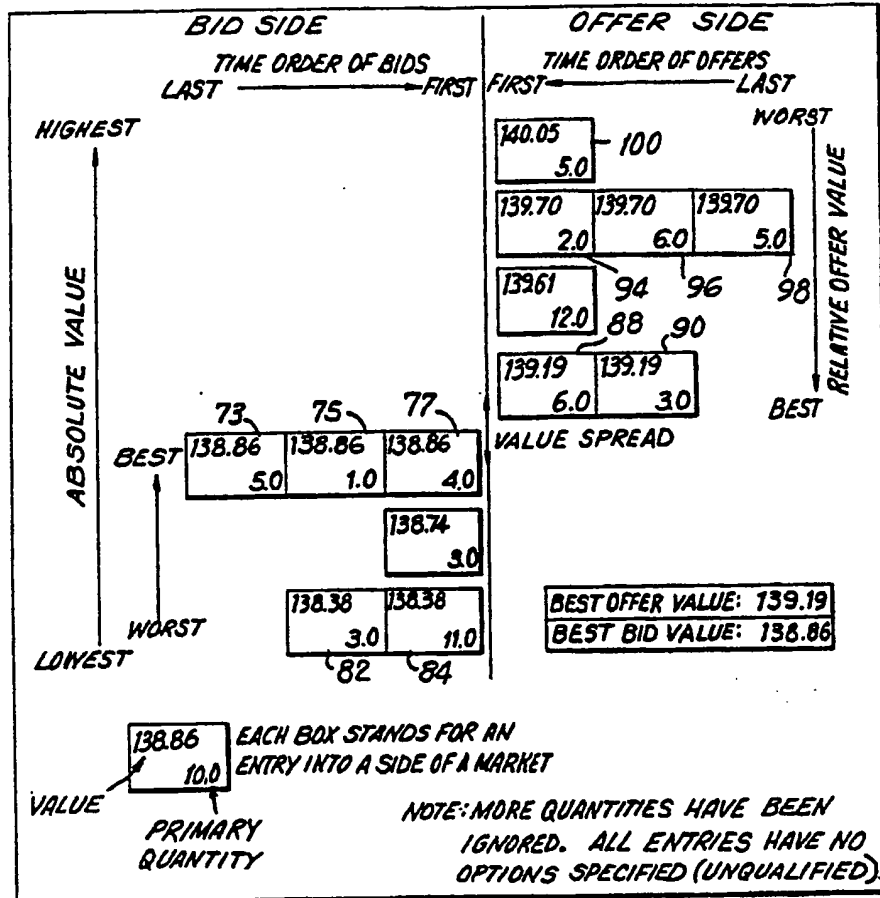 BID SIDE
OFFER SIDE
TIME ORDER OF BIDS
LAST FIRST
TIME ORDER OF OFFERS
FIRST LAST
HIGHEST
ABSOLUTE VALUE
LOWEST
BEST
WORST
WORST
RELATIVE OFFER VALUE
BEST
140.05
5.0
100
139.70 139.70 139.70
2.0 6.0 5.0
94 96 98
139.61
12.0
88 90
139.19 139.19
6.0 3.0
VALUE SPREAD
73 75 77
138.86 138.86 138.86
5.0 1.0 4.0
138.74
3.0
138.38 138.38
3.0 11.0
82 84
BEST OFFER VALUE: 139.19
BEST BID VALUE: 138.86
138.86
10.0
VALUE
PRIMARY
QUANTITY
EACH BOX STANDS FOR AN
ENTRY INTO A SIDE OF A MARKET
NOTE: MORE QUANTITIES HAVE BEEN
IGNORED. ALL ENTRIES HAVE NO
OPTIONS SPECIFIED (UNQUALIFIED).